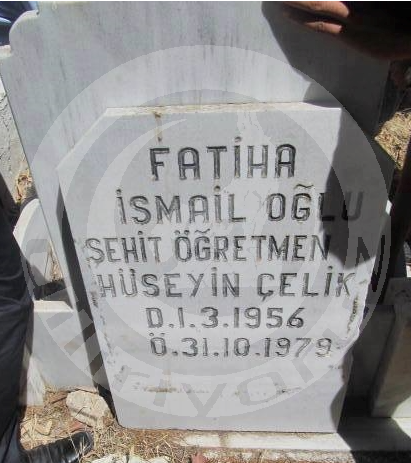 FATİHA
İSMAİL OĞLU
ŞEHİT ÖĞRETMEN
HÜSEYİN ÇELİK
D.1.3.1956
Ö.31.10.1979